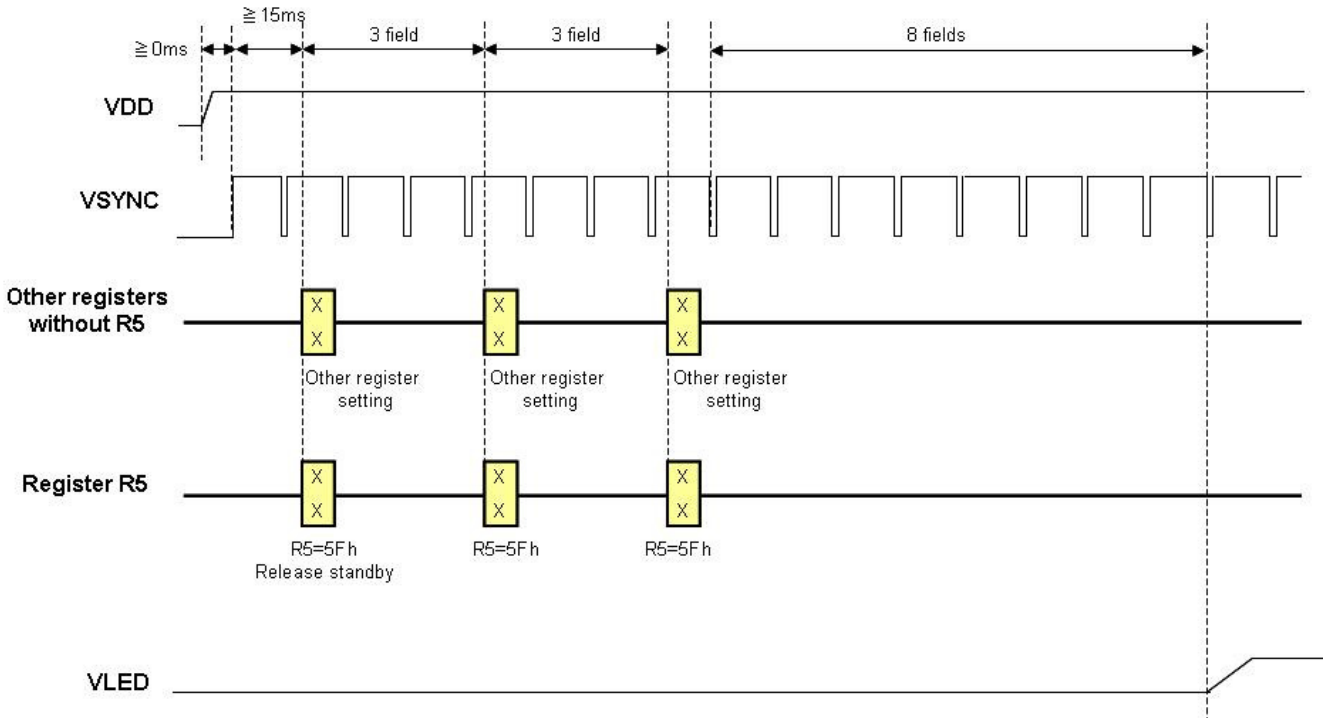 ≧ 15ms
≧ 0ms
3 field
3 field
8 fields
VDD
VSYNC
Other registers
without R5
X
X
X
X
X
X
Other register
setting
Other register
setting
Other register
setting
Register R5
X
X
X
X
X
X
R5=5Fh
Release standby
R5=5Fh
R5=5Fh
VLED